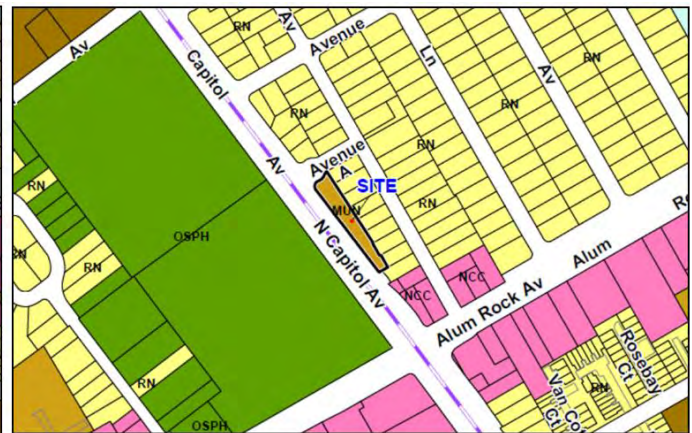 Av
Capitol
Av
N Capitol Av
RN
Av
Avenue
Ln
RN
Av
RN
RN
RN
Avenue A
SITE
MUN
RN
RN
OSPH
RN
RN
OSPH
NCC
NCC
Alum
Alum Rock Av
RN
Rosebay
Ct
Van
Ct